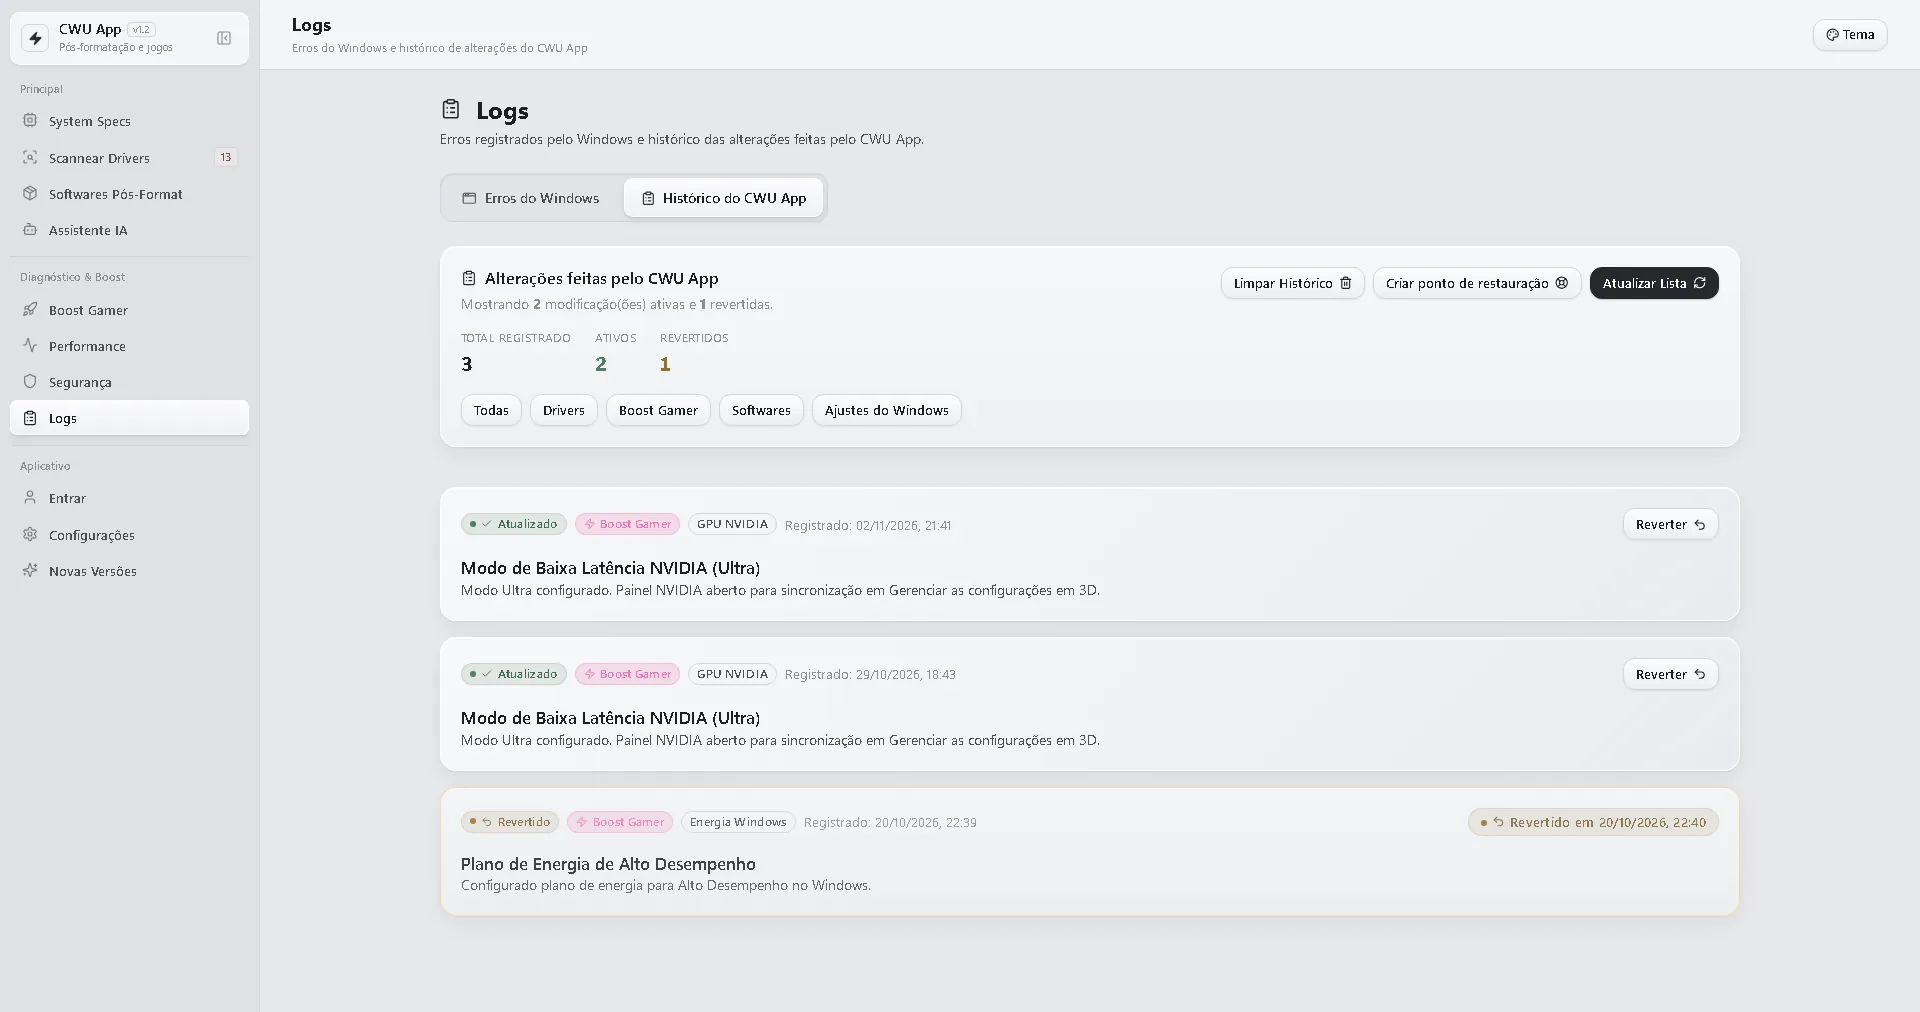 CWU App v1.2
Pós-formatação e jogos
Principal
System Specs
Scannear Drivers 13
Softwares Pós-Format
Assistente IA
Diagnóstico & Boost
Boost Gamer
Performance
Segurança
Logs
Aplicativo
Entrar
Configurações
Novas Versões
Logs
Erros do Windows e histórico de alterações do CWU App
Tema
Logs
Erros registrados pelo Windows e histórico das alterações feitas pelo CWU App.
Erros do Windows Histórico do CWU App
Alterações feitas pelo CWU App
Mostrando 2 modificação(ões) ativas e 1 revertidas.
Limpar Histórico Criar ponto de restauração Atualizar Lista
TOTAL REGISTRADO ATIVOS REVERTIDOS
3 2 1
Todas Drivers Boost Gamer Softwares Ajustes do Windows
Atualizado Boost Gamer GPU NVIDIA Registrado: 02/11/2026, 21:41 Reverter
Modo de Baixa Latência NVIDIA (Ultra)
Modo Ultra configurado. Painel NVIDIA aberto para sincronização em Gerenciar as configurações em 3D.
Atualizado Boost Gamer GPU NVIDIA Registrado: 29/10/2026, 18:43 Reverter
Modo de Baixa Latência NVIDIA (Ultra)
Modo Ultra configurado. Painel NVIDIA aberto para sincronização em Gerenciar as configurações em 3D.
Revertido Boost Gamer Energia Windows Registrado: 20/10/2026, 22:39 Revertido em 20/10/2026, 22:40
Plano de Energia de Alto Desempenho
Configurado plano de energia para Alto Desempenho no Windows.